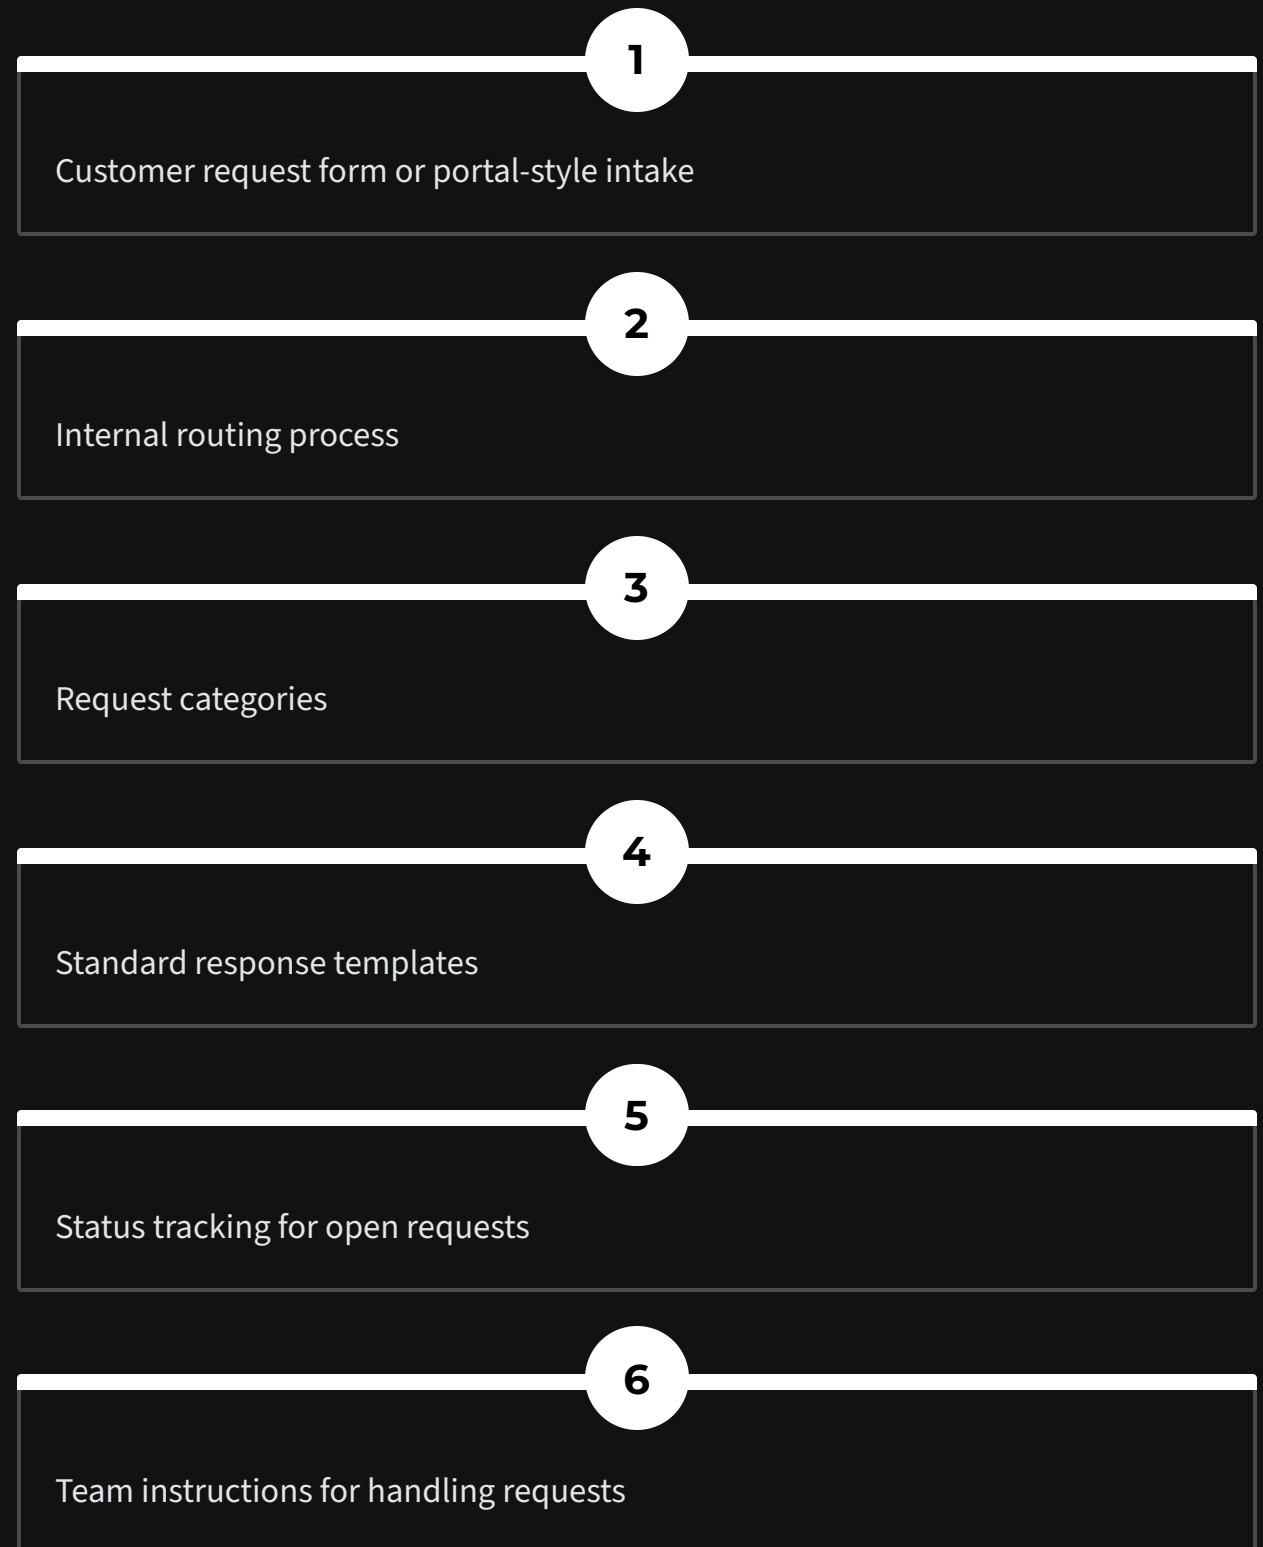 1
Customer request form or portal-style intake
2
Internal routing process
3
Request categories
4
Standard response templates
5
Status tracking for open requests
6
Team instructions for handling requests